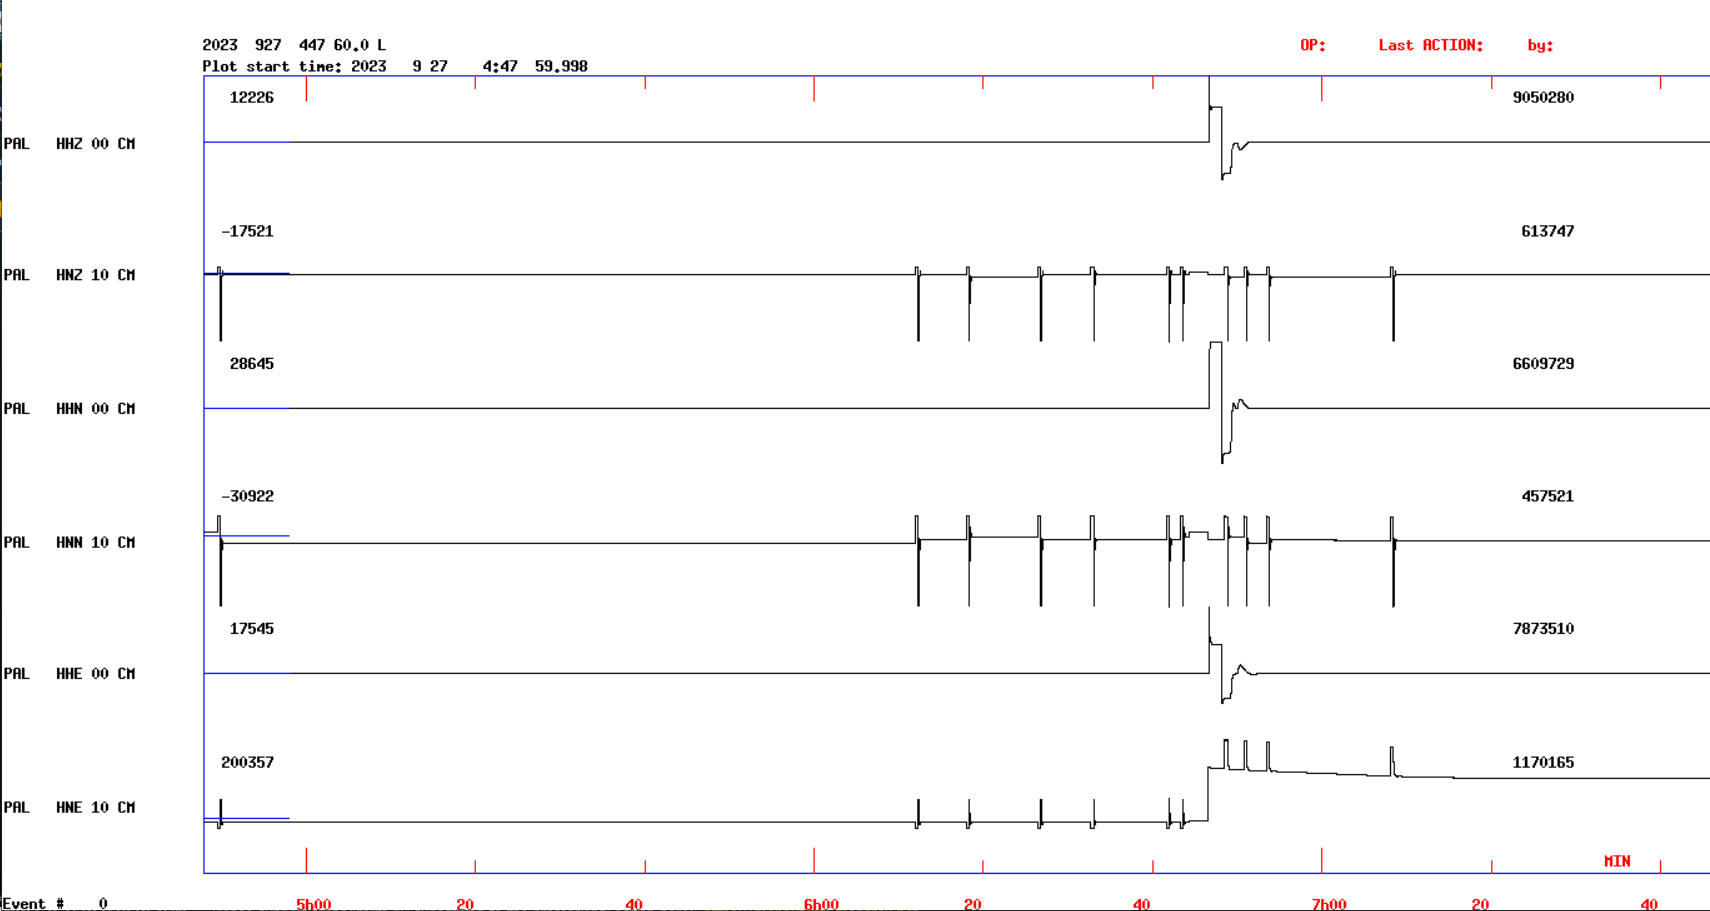 2023  927  447 60.0 L
OP:      Last ACTION:     by:
Plot start time: 2023   9 27    4:47  59.998
12226
9050280
PAL   HHZ 00 CM
-17521
613747
PAL   HNZ 10 CM
28645
6609729
PAL   HHN 00 CM
-30922
457521
PAL   HNN 10 CM
17545
7873510
PAL   HHE 00 CM
200357
1170165
PAL   HNE 10 CM
MIN
Event #    0
5h00 20 40 6h00 20 40 7h00 20 40